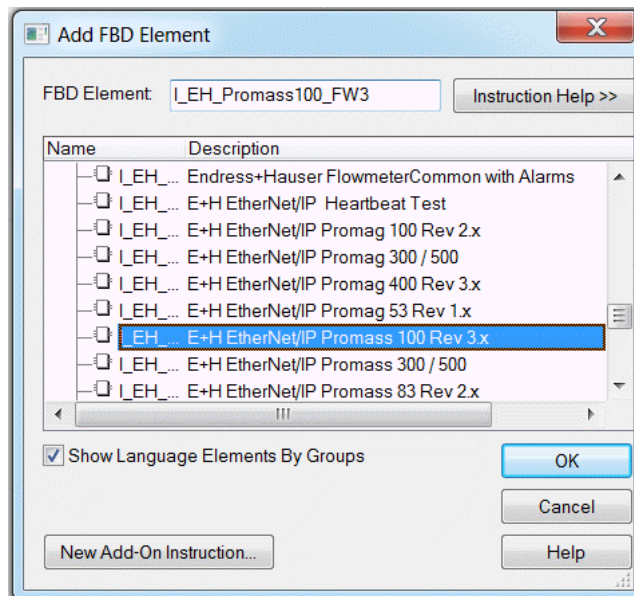 Add FBD Element
X
FBD Element: I_EH_Promass100_FW3 Instruction Help >>
Name Description
I_EH_... Endress+Hauser FlowmeterCommon with Alarms
I_EH_... E+H EtherNet/IP Heartbeat Test
I_EH_... E+H EtherNet/IP Promag 100 Rev 2.x
I_EH_... E+H EtherNet/IP Promag 300 / 500
I_EH_... E+H EtherNet/IP Promag 400 Rev 3.x
I_EH_... E+H EtherNet/IP Promag 53 Rev 1.x
I_EH_... E+H EtherNet/IP Promass 100 Rev 3.x
I_EH_... E+H EtherNet/IP Promass 300 / 500
I_EH_... E+H EtherNet/IP Promass 83 Rev 2.x
Show Language Elements By Groups
OK
Cancel
New Add-On Instruction... Help